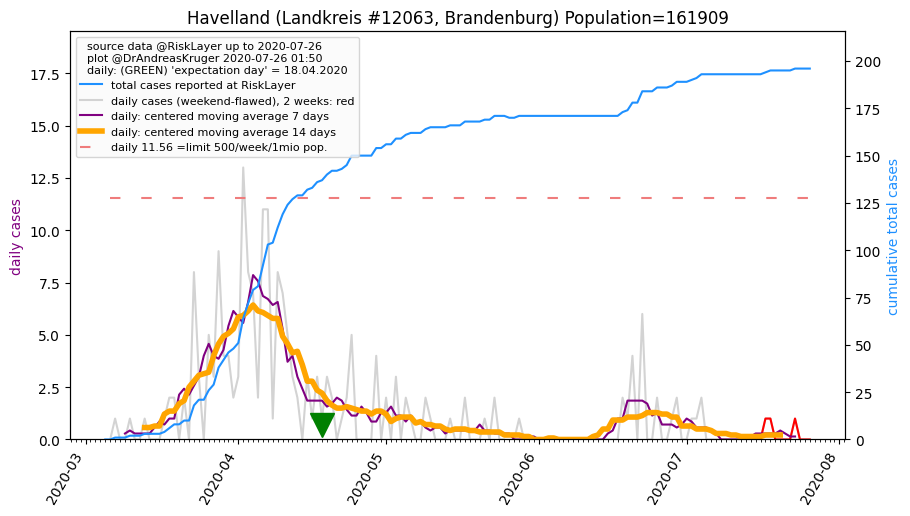 Havelland (Landkreis #12063, Brandenburg) Population=161909
source data @RiskLayer up to 2020-07-26
plot @DrAndreasKruger 2020-07-26 01:50
daily: (GREEN) 'expectation day' = 18.04.2020
total cases reported at RiskLayer
daily cases (weekend-flawed), 2 weeks: red
daily: centered moving average 7 days
daily: centered moving average 14 days
daily 11.56 =limit 500/week/1mio pop.
daily cases
17.5
15.0
12.5
10.0
7.5
5.0
2.5
0.0
200
175
150
125
100
75
50
25
0
cumulative total cases
2020-03
2020-04
2020-05
2020-06
2020-07
2020-08